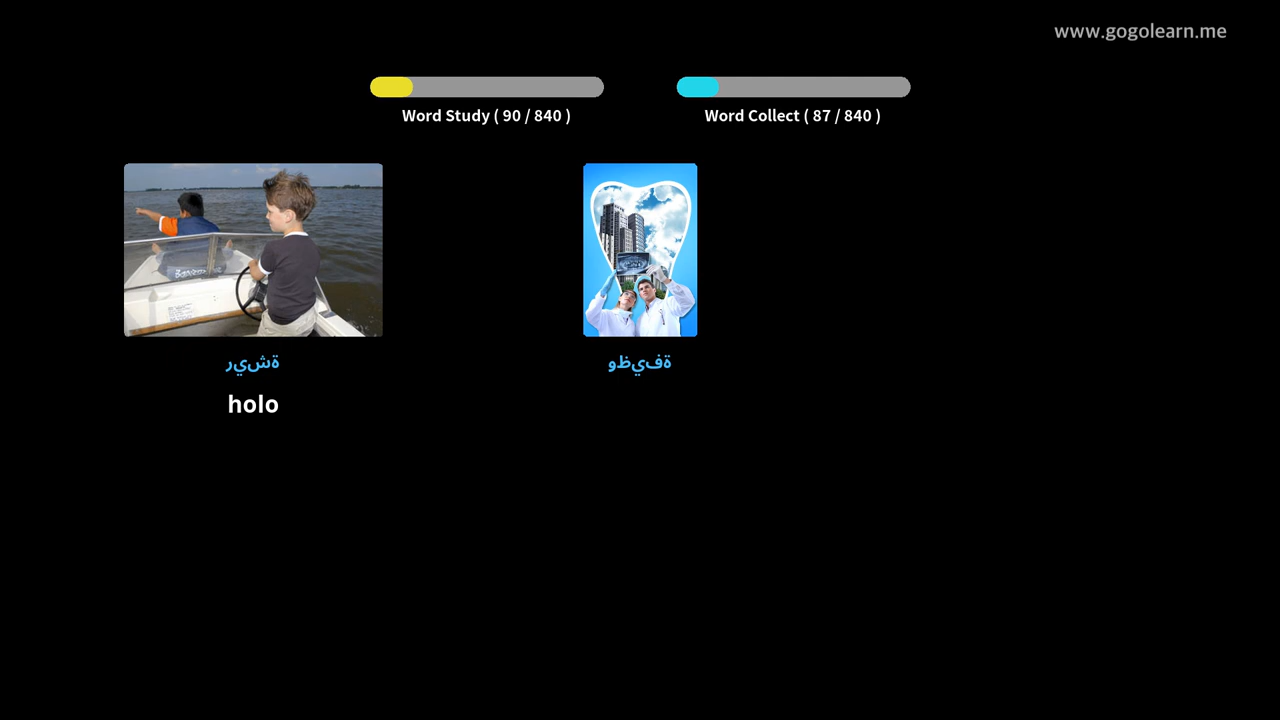 www.gogolearn.me
Word Study ( 90 / 840 )
Word Collect ( 87 / 840 )
ةشير
ةفيظو
holo